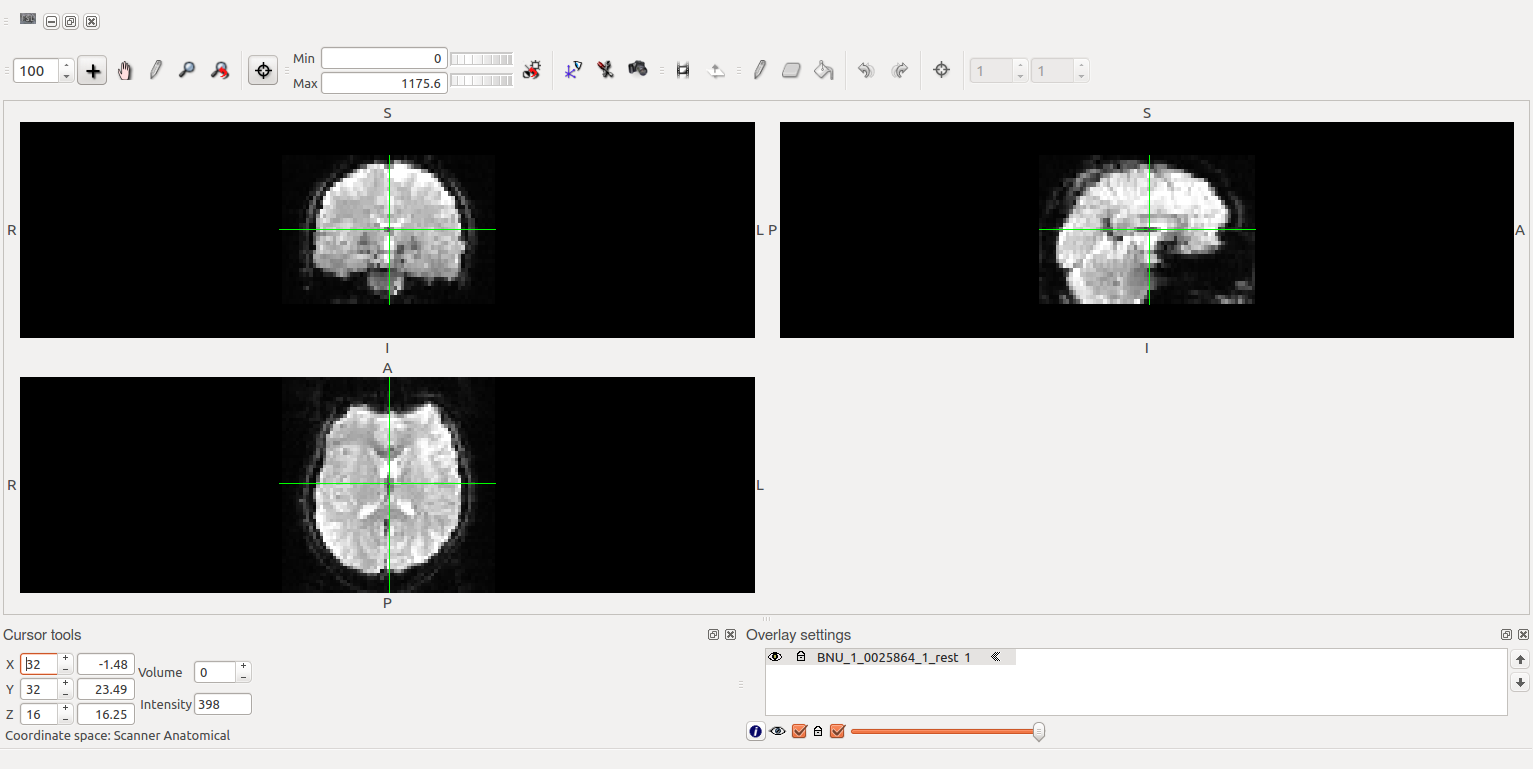 100
Min 0
Max 1175.6
1 1
S S
R L P A
I I
A
R L
P
Cursor tools
Overlay settings
X 32 -1.48
Volume 0
Y 32 23.49
Intensity 398
Z 16 16.25
Coordinate space: Scanner Anatomical
BNU_1_0025864_1_rest 1